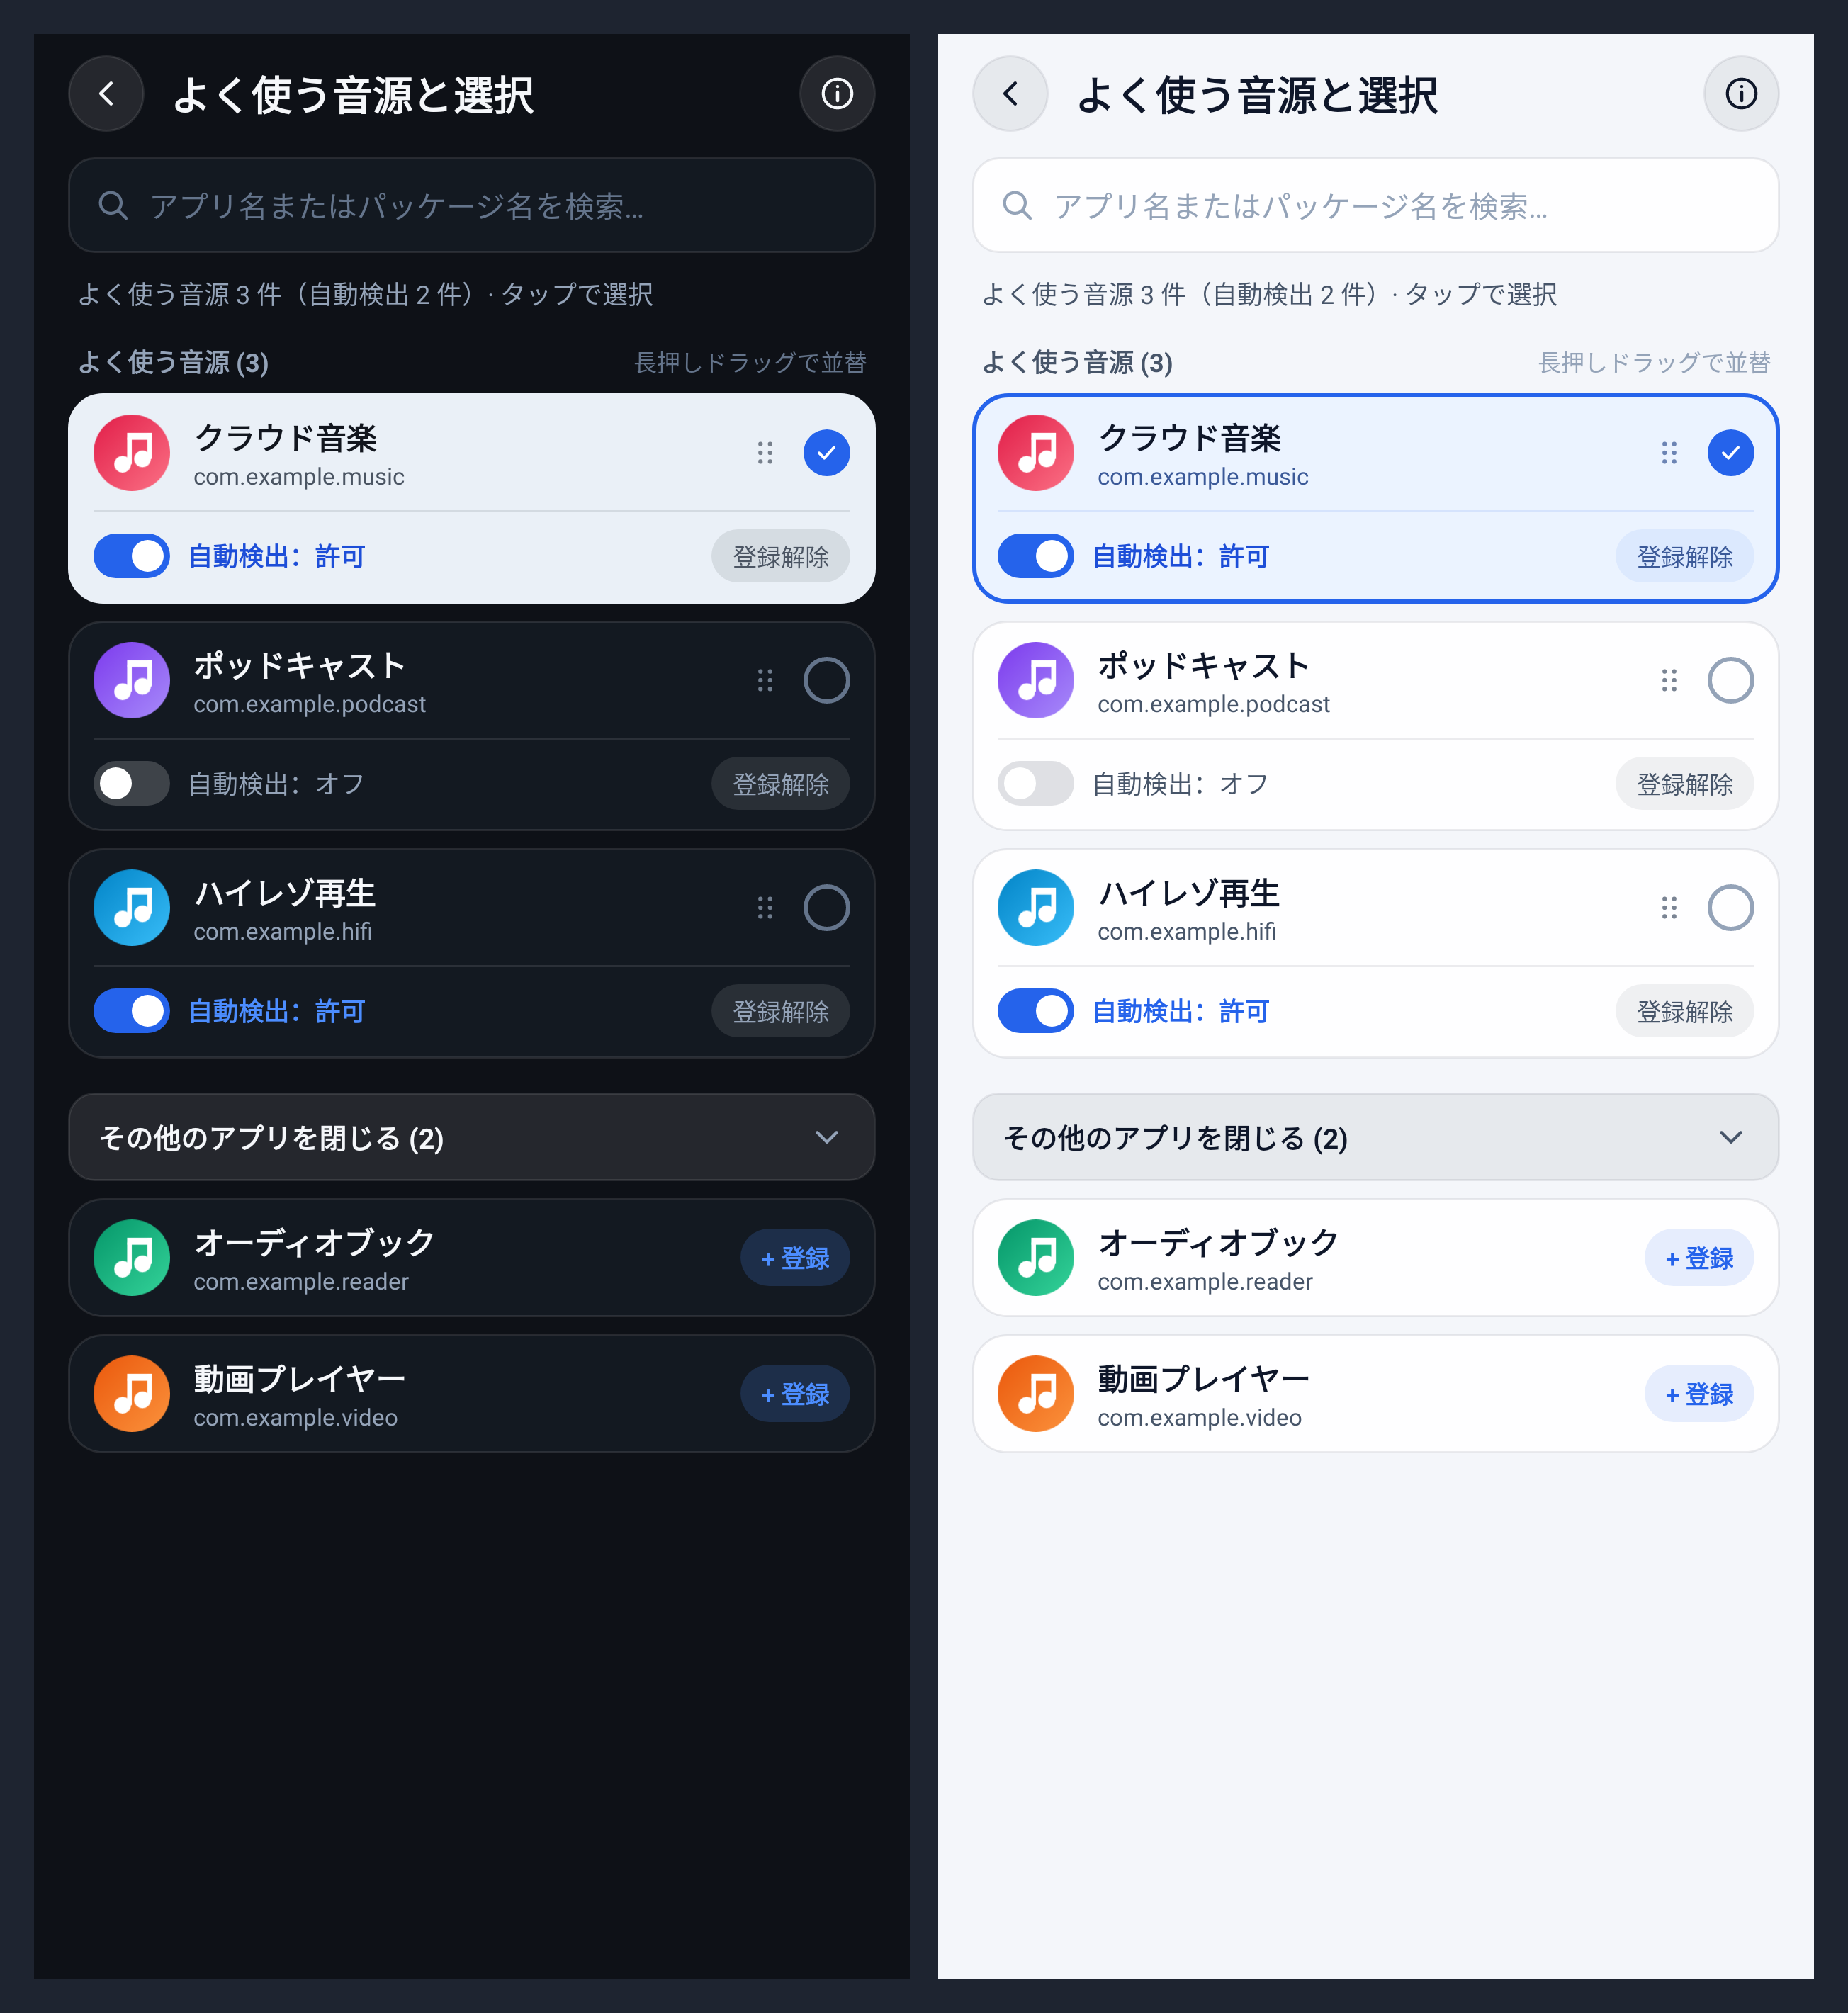 よく使う音源と選択
アプリ名またはパッケージ名を検索...
よく使う音源 3 件（自動検出 2 件）· タップで選択
よく使う音源 (3)
長押しドラッグで並替
クラウド音楽
com.example.music
自動検出：許可
登録解除
ポッドキャスト
com.example.podcast
自動検出：オフ
登録解除
ハイレゾ再生
com.example.hifi
自動検出：許可
登録解除
その他のアプリを閉じる (2)
オーディオブック
com.example.reader
+ 登録
動画プレイヤー
com.example.video
+ 登録
よく使う音源と選択
アプリ名またはパッケージ名を検索...
よく使う音源 3 件（自動検出 2 件）· タップで選択
よく使う音源 (3)
長押しドラッグで並替
クラウド音楽
com.example.music
自動検出：許可
登録解除
ポッドキャスト
com.example.podcast
自動検出：オフ
登録解除
ハイレゾ再生
com.example.hifi
自動検出：許可
登録解除
その他のアプリを閉じる (2)
オーディオブック
com.example.reader
+ 登録
動画プレイヤー
com.example.video
+ 登録